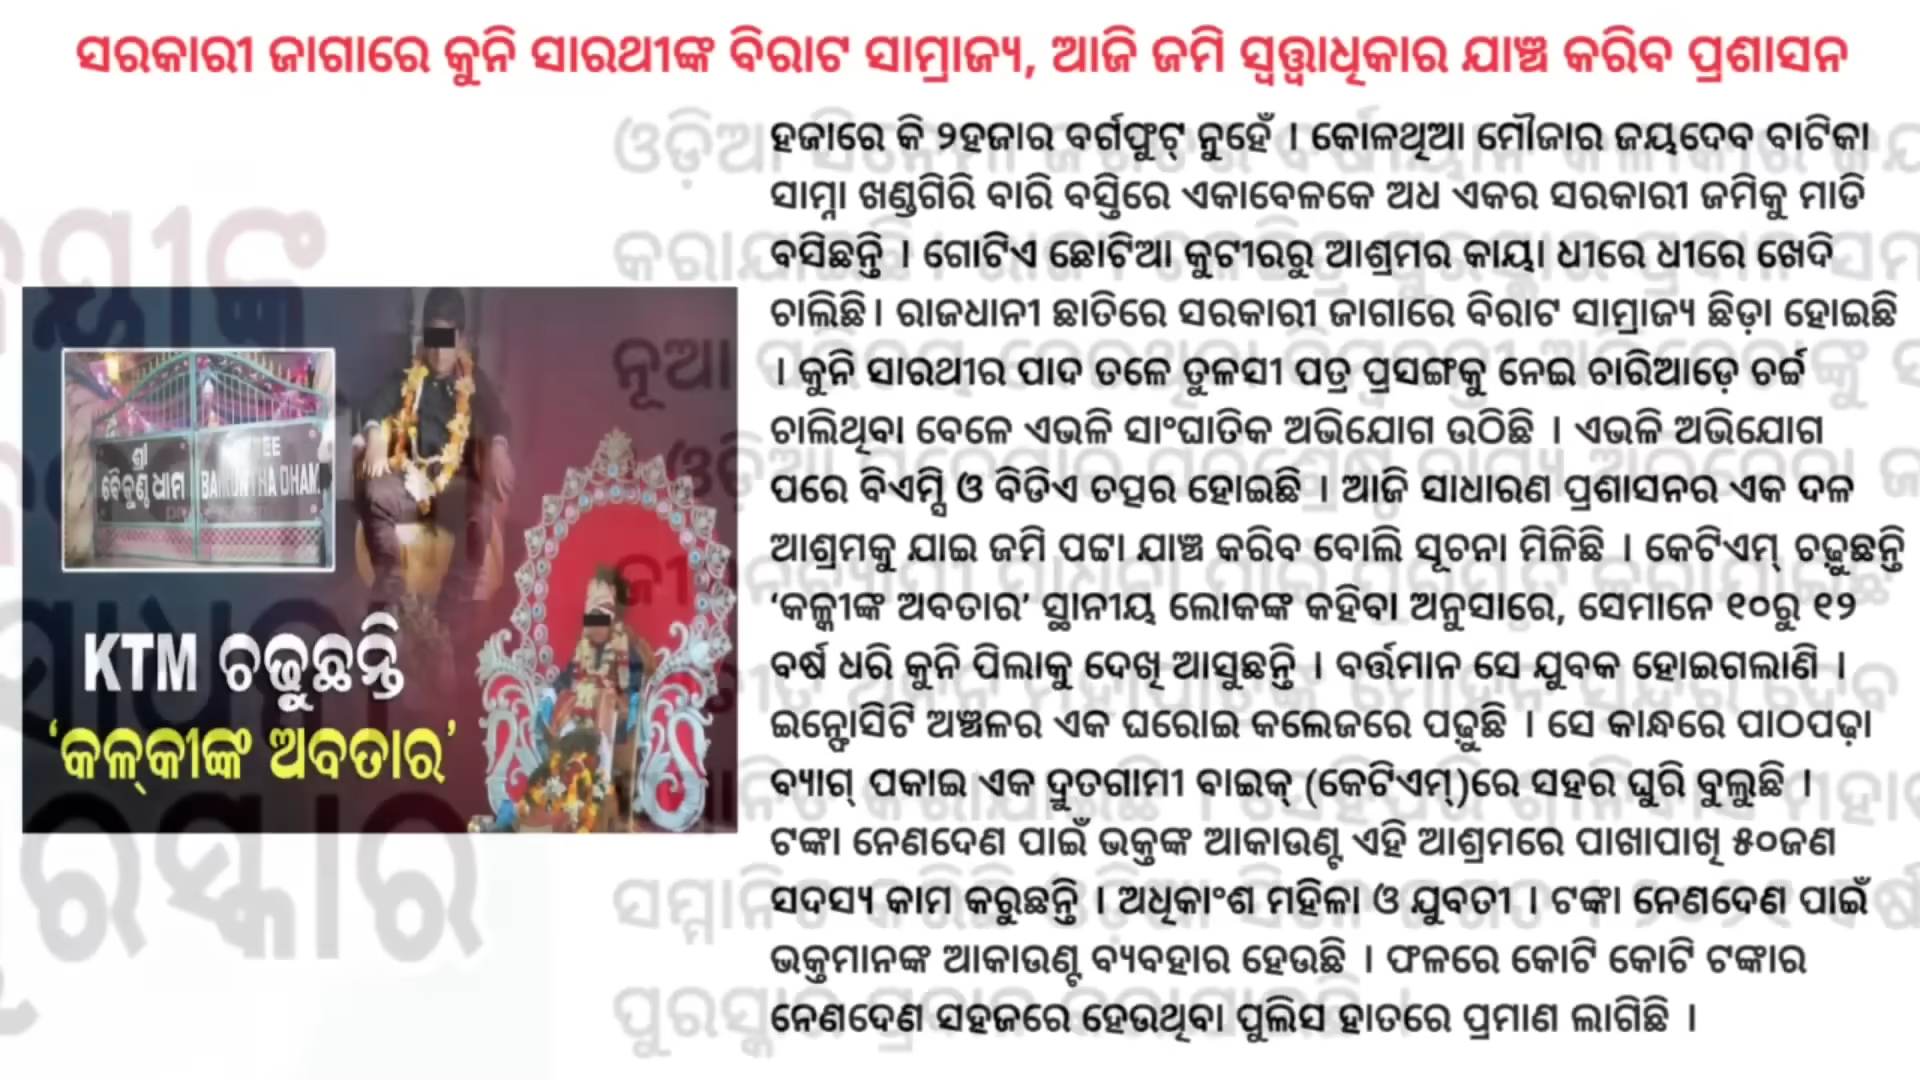 ସରକାରୀ ଜାଗାରେ କୁନି ସାରଥୀଙ୍କ ବିରାଟ ସାମ୍ରାଜ୍ୟ, ଆଜି ଜମି ସ୍ୱତ୍ତ୍ୱାଧିକାର ଯାଞ୍ଚ କରିବ ପ୍ରଶାସନ
ହଜାରେ କି ୨ହଜାର ବର୍ଗଫୁଟ୍ ନୁହେଁ । କୋଳଥିଆ ମୌଜାର ଜୟଦେବ ବାଟିକା
ସାମ୍ନା ଖଣ୍ଡଗିରି ବାରି ବସ୍ତିରେ ଏକାବେଳକେ ଅଧ ଏକର ସରକାରୀ ଜମିକୁ ମାଡି
ବସିଛନ୍ତି । ଗୋଟିଏ ଛୋଟିଆ କୁଟୀରରୁ ଆଶ୍ରମର କାୟା ଧୀରେ ଧୀରେ ଖେଦି
ଚାଲିଛି । ରାଜଧାନୀ ଛାତିରେ ସରକାରୀ ଜାଗାରେ ବିରାଟ ସାମ୍ରାଜ୍ୟ ଛିଡ଼ା ହୋଇଛି
। କୁନି ସାରଥୀର ପାଦ ତଳେ ତୁଳସୀ ପତ୍ର ପ୍ରସଙ୍ଗକୁ ନେଇ ଚାରିଆଡ଼େ ଚର୍ଚ୍ଚ
ଚାଲିଥିବା ବେଳେ ଏଭଳି ସାଂଘାତିକ ଅଭିଯୋଗ ଉଠିଛି । ଏଭଳି ଅଭିଯୋଗ
ପରେ ବିଏମ୍ସି ଓ ବିଡିଏ ତତ୍ପର ହୋଇଛି । ଆଜି ସାଧାରଣ ପ୍ରଶାସନର ଏକ ଦଳ
ଆଶ୍ରମକୁ ଯାଇ ଜମି ପଟ୍ଟା ଯାଞ୍ଚ କରିବ ବୋଲି ସୂଚନା ମିଳିଛି । କେଟିଏମ୍ ଚଢ଼ୁଛନ୍ତି
‘କଳ୍କୀଙ୍କ ଅବତାର’ ସ୍ଥାନୀୟ ଲୋକଙ୍କ କହିବା ଅନୁସାରେ, ସେମାନେ ୧୦ରୁ ୧୨
ବର୍ଷ ଧରି କୁନି ପିଲାକୁ ଦେଖି ଆସୁଛନ୍ତି । ବର୍ତ୍ତମାନ ସେ ଯୁବକ ହୋଇଗଲାଣି ।
ଇନ୍ଫୋସିଟି ଅଞ୍ଚଳର ଏକ ଘରୋଇ କଲେଜରେ ପଢ଼ୁଛି । ସେ କାନ୍ଧରେ ପାଠପଢ଼ା
ବ୍ୟାଗ୍ ପକାଇ ଏକ ଦ୍ରୁତଗାମୀ ବାଇକ୍ (କେଟିଏମ୍)ରେ ସହର ଘୁରି ବୁଲୁଛି ।
ଟଙ୍କା ନେଣଦେଣ ପାଇଁ ଭକ୍ତଙ୍କ ଆକାଉଣ୍ଟ ଏହି ଆଶ୍ରମରେ ପାଖାପାଖି ୫୦ଜଣ
ସଦସ୍ୟ କାମ କରୁଛନ୍ତି । ଅଧିକାଂଶ ମହିଳା ଓ ଯୁବତୀ । ଟଙ୍କା ନେଣଦେଣ ପାଇଁ
ଭକ୍ତମାନଙ୍କ ଆକାଉଣ୍ଟ ବ୍ୟବହାର ହେଉଛି । ଫଳରେ କୋଟି କୋଟି ଟଙ୍କାର
ନେଣଦେଣ ସହଜରେ ହେଉଥିବା ପୁଲିସ ହାତରେ ପ୍ରମାଣ ଲାଗିଛି ।
ଶ୍ରୀ
ବୈକୁଣ୍ଠ ଧାମ
DHAM
KTM ଚଢୁଛନ୍ତି
‘କଳ୍‌କୀଙ୍କ ଅବତାର’